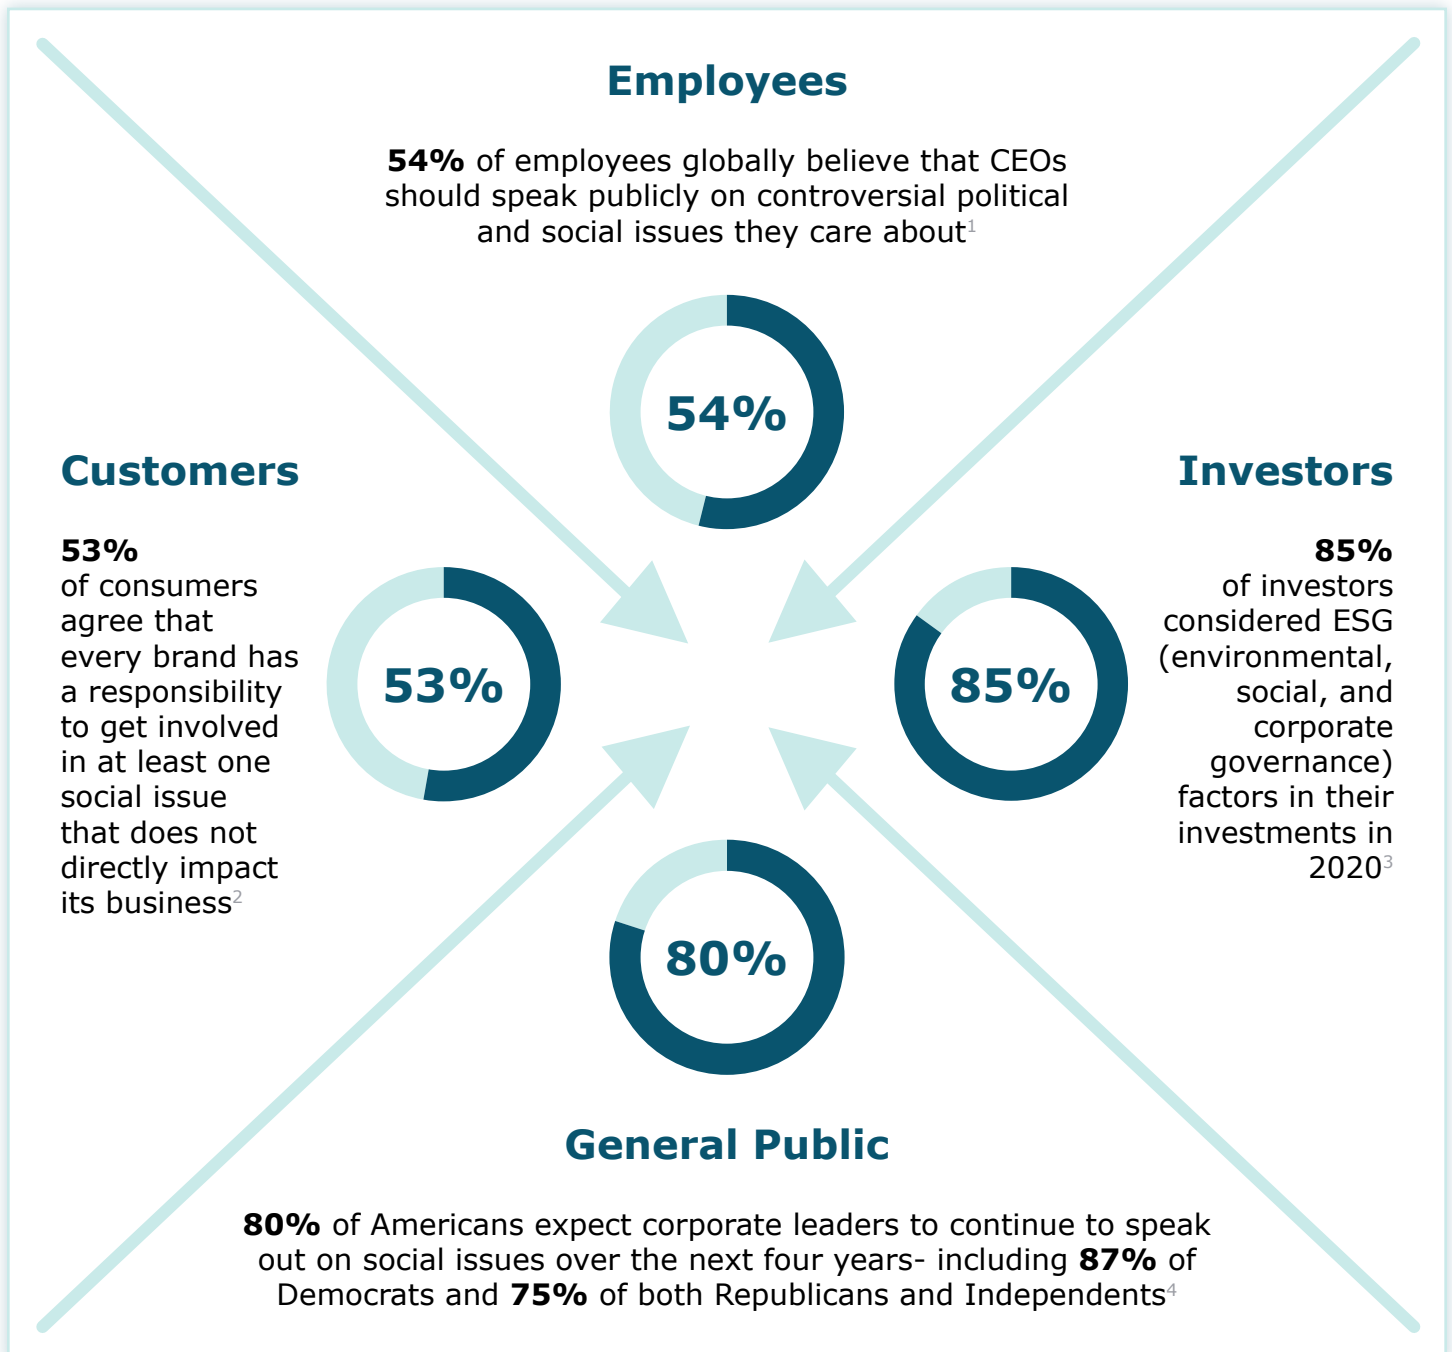 Employees
54% of employees globally believe that CEOs
should speak publicly on controversial political
and social issues they care about1
54%
Customers
53%
of consumers
agree that
every brand has
a responsibility
to get involved
in at least one
social issue
that does not
directly impact
its business2
53%
Investors
85%
of investors
considered ESG
(environmental,
social, and
corporate
governance)
factors in their
investments in
20203
85%
80%
General Public
80% of Americans expect corporate leaders to continue to speak
out on social issues over the next four years- including 87% of
Democrats and 75% of both Republicans and Independents4